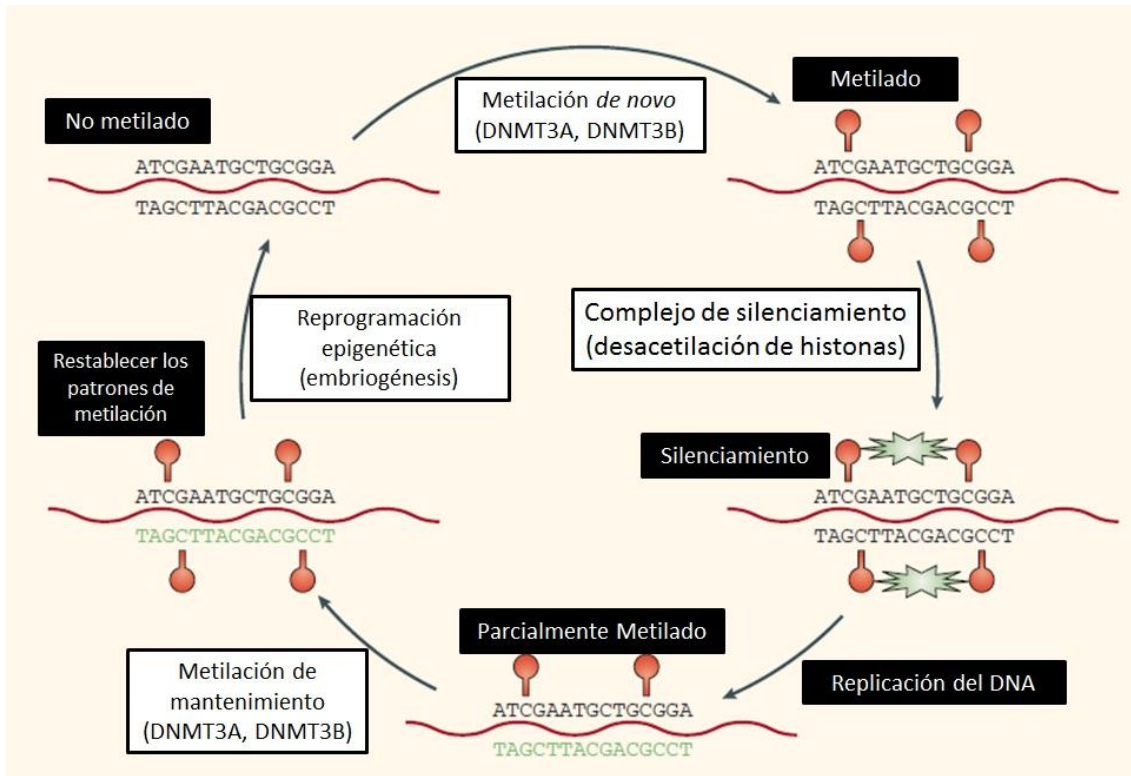 No metilado
ATCGAATGCTGCGGA
TAGCTTACGACGCCT
Metilación de novo
(DNMT3A, DNMT3B)
Metilado
ATCGAATGCTGCGGA
TAGCTTACGACGCCT
Complejo de silenciamiento
(desacetilación de histonas)
Silenciamiento
ATCGAATGCTGCGGA
TAGCTTACGACGCCT
Replicación del DNA
Parcialmente Metilado
ATCGAATGCTGCGGA
TAGCTTACGACGCCT
Metilación de
mantenimiento
(DNMT3A, DNMT3B)
Restablecer los
patrones de
metilación
ATCGAATGCTGCGGA
TAGCTTACGACGCCT
Reprogramación
epigenética
(embriogénesis)